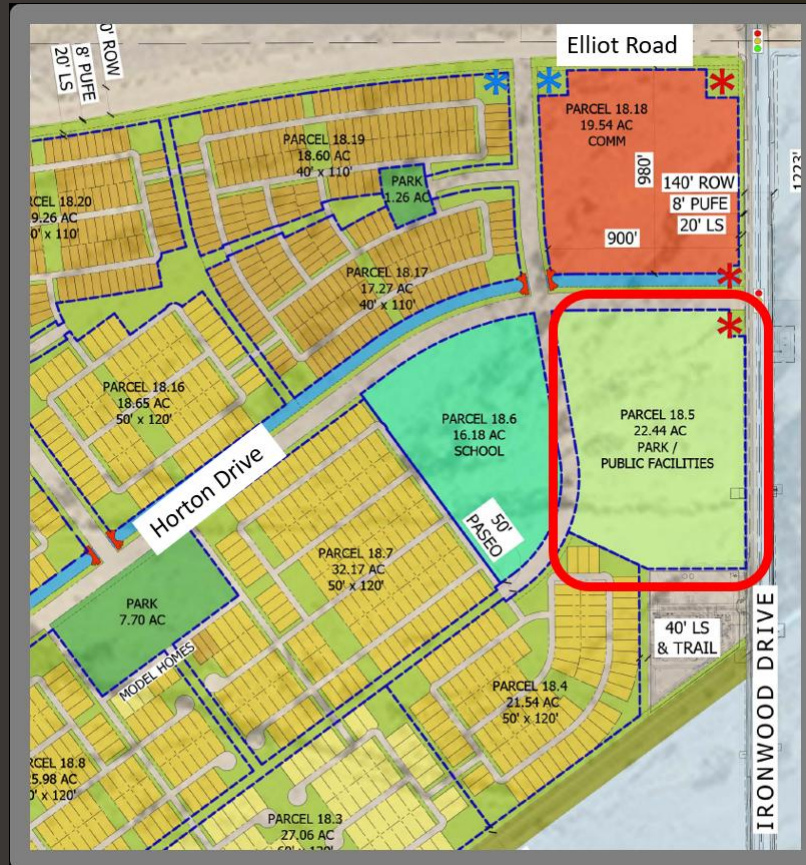 Elliot Road
0' ROW
8' PUFE
20' LS
PARCEL 18.18
19.54 AC
COMM
980'
900'
140' ROW
8' PUFE
20' LS
1223'
PARCEL 18.19
18.60 AC
40' x 110'
PARK
1.26 AC
RCEL 18.20
9.26 AC
0' x 110'
PARCEL 18.17
17.27 AC
40' x 110'
PARCEL 18.16
18.65 AC
50' x 120'
PARCEL 18.6
16.18 AC
SCHOOL
PARCEL 18.5
22.44 AC
PARK /
PUBLIC FACILITIES
Horton Drive
50'
PASEO
PARCEL 18.7
32.17 AC
50' x 120'
PARK
7.70 AC
MODEL HOMES
40' LS
& TRAIL
IRONWOOD DRIVE
PARCEL 18.4
21.54 AC
50' x 120'
RCEL 18.8
5.98 AC
0' x 120'
PARCEL 18.3
27.06 AC